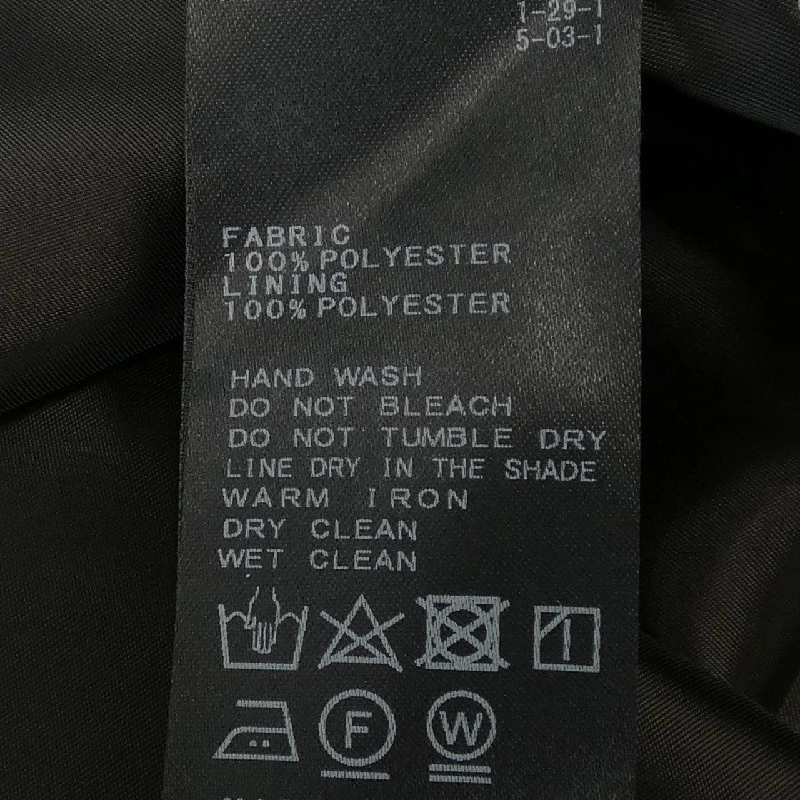 1-29-1
5-03-1
FABRIC
100% POLYESTER
LINING
100% POLYESTER
HAND WASH
DO NOT BLEACH
DO NOT TUMBLE DRY
LINE DRY IN THE SHADE
WARM IRON
DRY CLEAN
WET CLEAN
F W